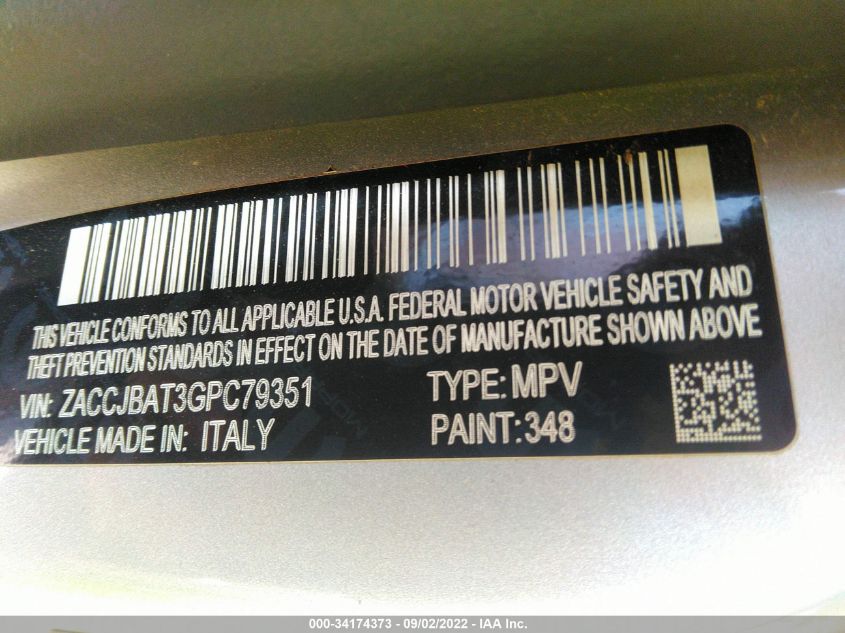 THIS VEHICLE CONFORMS TO ALL APPLICABLE U.S.A. FEDERAL MOTOR VEHICLE SAFETY AND
THEFT PREVENTION STANDARDS IN EFFECT ON THE DATE OF MANUFACTURE SHOWN ABOVE
VIN: ZACCJBAT3GPC79351 TYPE: MPV
VEHICLE MADE IN: ITALY PAINT: 348
000-34174373 - 09/02/2022 - IAA Inc.